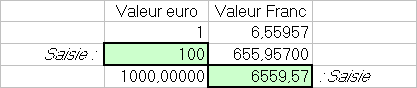 Valeur euro Valeur Franc
1 6,55957
Saisie : 100 655,95700
1000,00000 6559,57 : Saisie